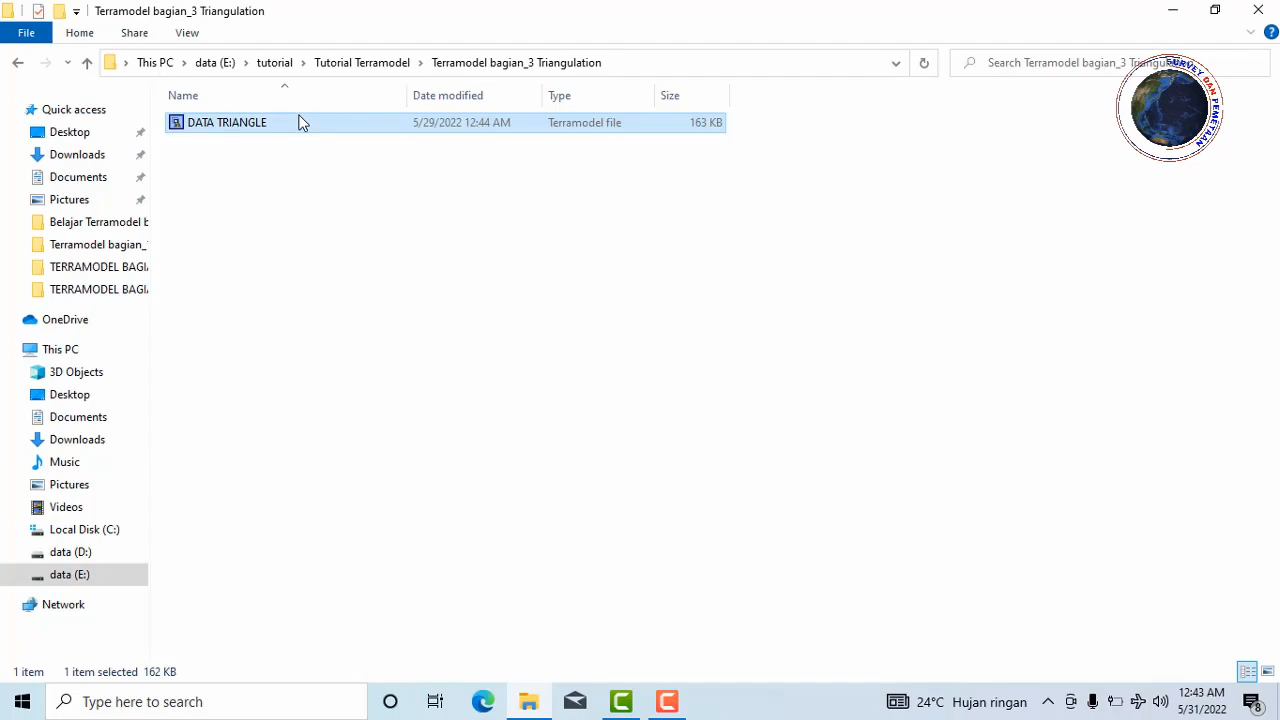 Terramodel bagian_3 Triangulation
File Home Share View
This PC data (E:) tutorial Tutorial Terramodel Terramodel bagian_3 Triangulation
Search Terramodel bagian_3
SURVEY DAN PEMETAAN
Name Date modified Type Size
DATA TRIANGLE 5/29/2022 12:44 AM Terramodel file 163 KB
Quick access
Desktop
Downloads
Documents
Pictures
Belajar Terramodel b
Terramodel bagian_
TERRAMODEL BAGI
TERRAMODEL BAGI
OneDrive
This PC
3D Objects
Desktop
Documents
Downloads
Music
Pictures
Videos
Local Disk (C:)
data (D:)
data (E:)
Network
1 item 1 item selected 162 KB
Type here to search
24°C Hujan ringan
12:43 AM
5/31/2022
8